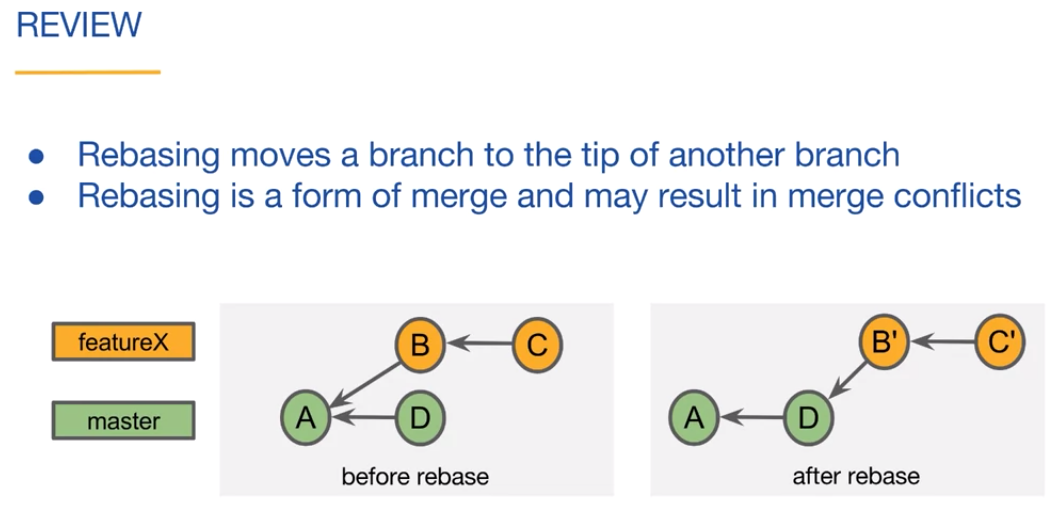 REVIEW
● Rebasing moves a branch to the tip of another branch
● Rebasing is a form of merge and may result in merge conflicts
featureX
master
B
C
A
D
before rebase
B'
C'
A
D
after rebase